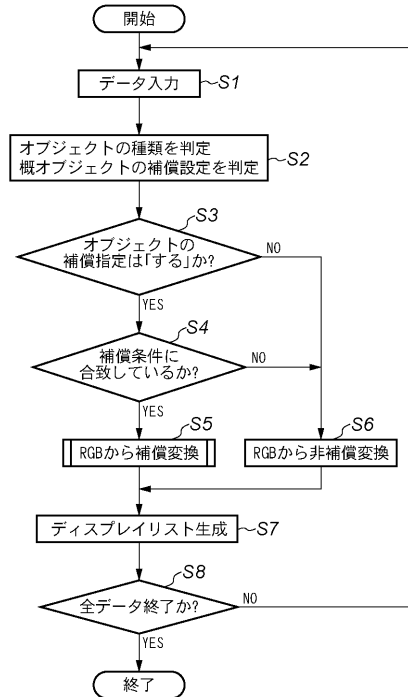 開始
データ入力
S1
オブジェクトの種類を判定
概オブジェクトの補償設定を判定
S2
S3
オブジェクトの
補償指定は「する」か?
NO
YES
S4
補償条件に
合致しているか?
NO
YES
S5
RGBから補償変換
S6
RGBから非補償変換
ディスプレイリスト生成
S7
S8
全データ終了か?
NO
YES
終了